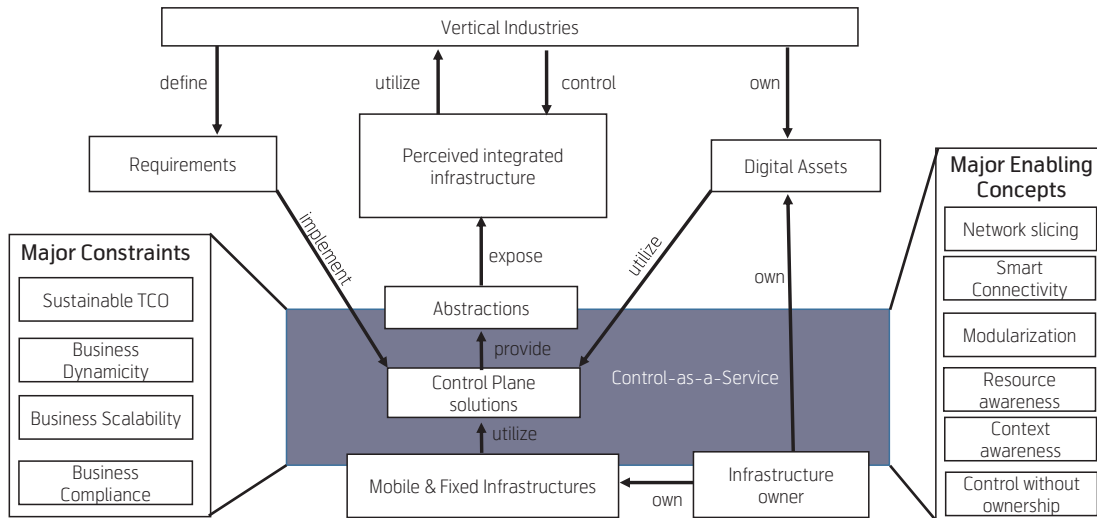 Vertical Industries
define
utilize
control
own
Requirements
Perceived integrated
infrastructure
Digital Assets
implement
expose
utilize
own
Abstractions
provide
Control-as-a-Service
Control Plane
solutions
utilize
Mobile & Fixed Infrastructures
own
Infrastructure
owner
Major Constraints
Sustainable TCO
Business
Dynamicity
Business Scalability
Business
Compliance
Major Enabling
Concepts
Network slicing
Smart
Connectivity
Modularization
Resource
awareness
Context
awareness
Control without
ownership